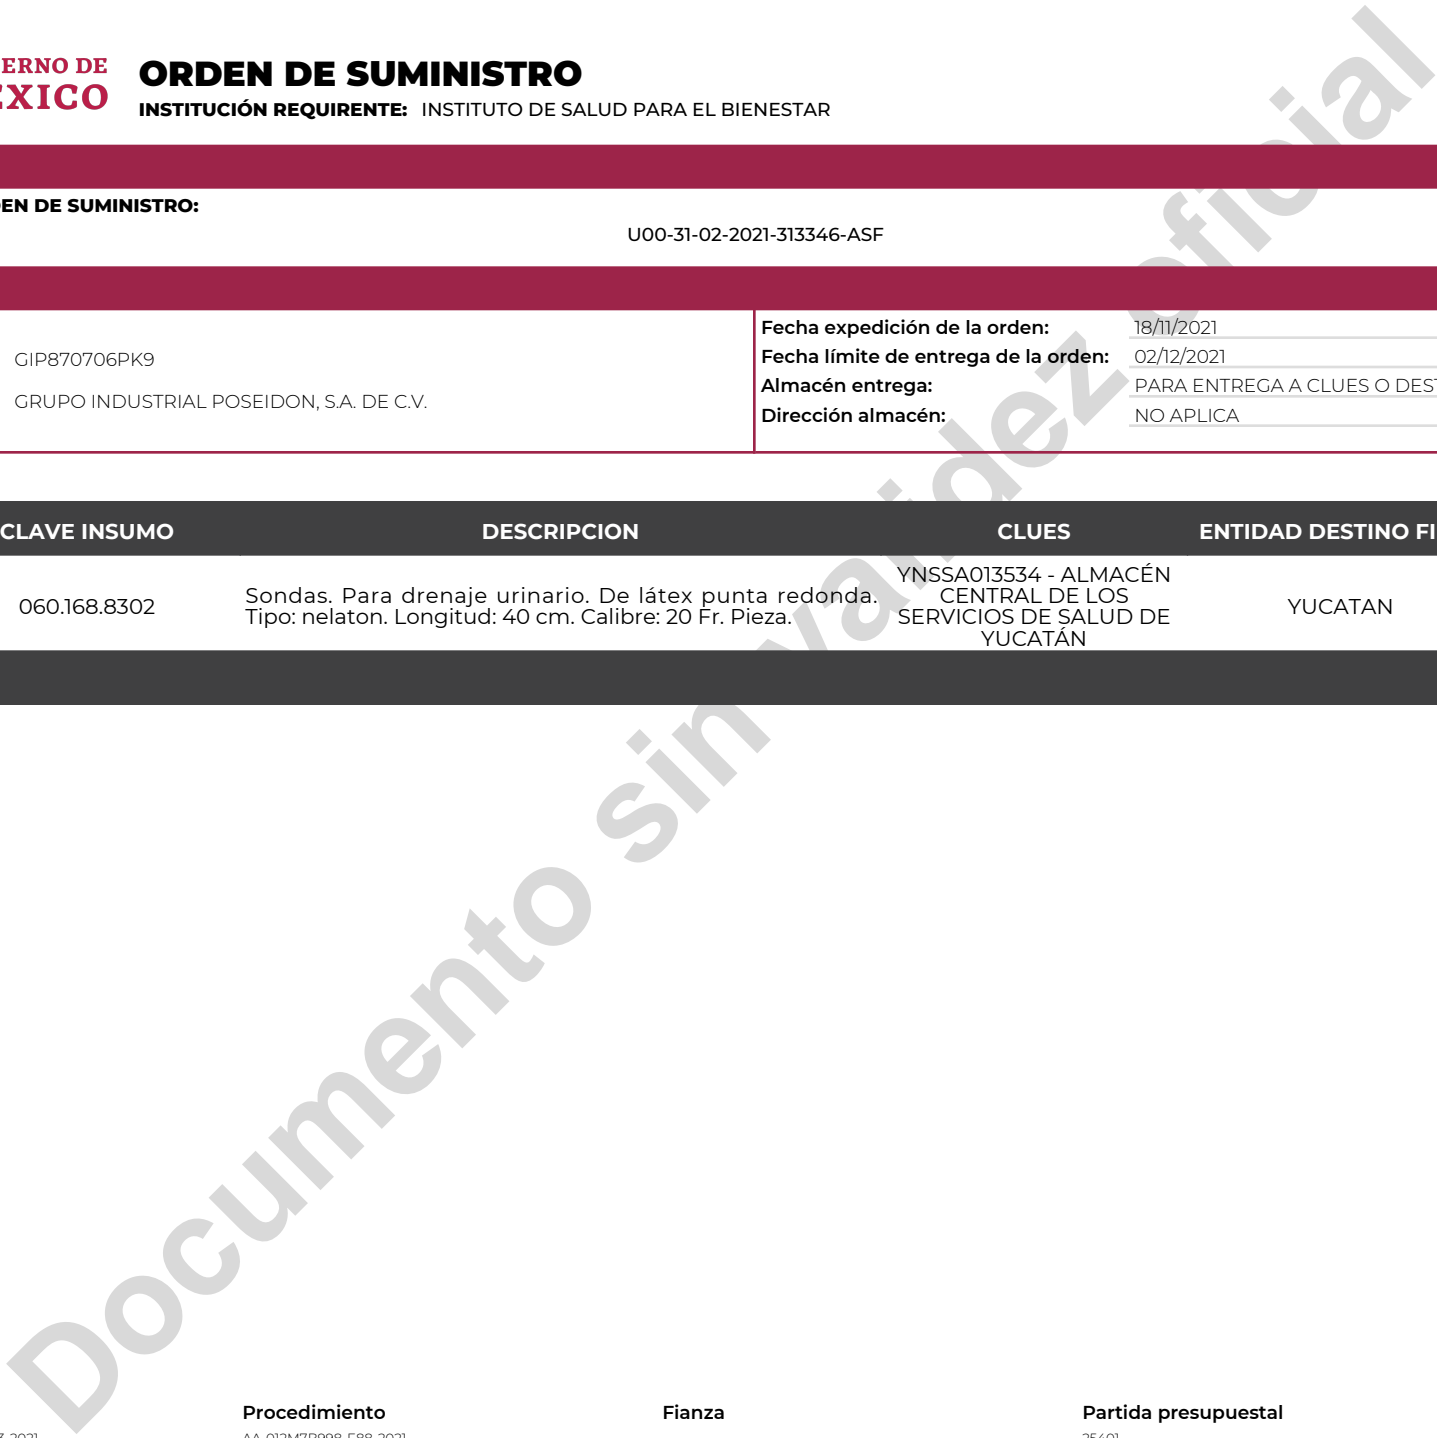 ERNO DE
EXICO
ORDEN DE SUMINISTRO
INSTITUCIÓN REQUIRENTE: INSTITUTO DE SALUD PARA EL BIENESTAR
EN DE SUMINISTRO:
U00-31-02-2021-313346-ASF
GIP870706PK9
GRUPO INDUSTRIAL POSEIDON, S.A. DE C.V.
Fecha expedición de la orden: 18/11/2021
Fecha límite de entrega de la orden: 02/12/2021
Almacén entrega: PARA ENTREGA A CLUES O DEST
Dirección almacén: NO APLICA
CLAVE INSUMO DESCRIPCION CLUES ENTIDAD DESTINO FI
060.168.8302
Sondas. Para drenaje urinario. De látex punta redonda.
Tipo: nelaton. Longitud: 40 cm. Calibre: 20 Fr. Pieza.
YNSSA013534 - ALMACÉN
CENTRAL DE LOS
SERVICIOS DE SALUD DE
YUCATÁN
YUCATAN
Documento sin validez oficial
Procedimiento Fianza Partida presupuestal